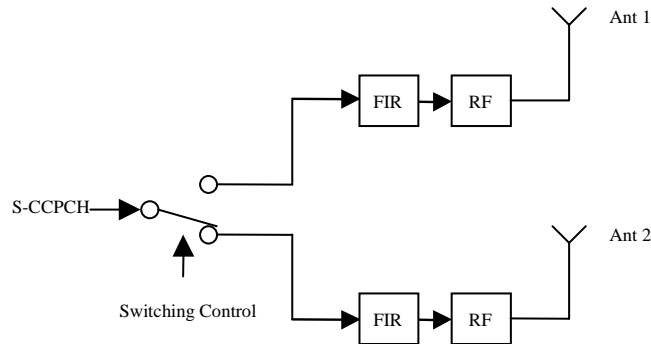 Ant 1
FIR
RF
S-CCPCH
Ant 2
Switching Control
FIR
RF